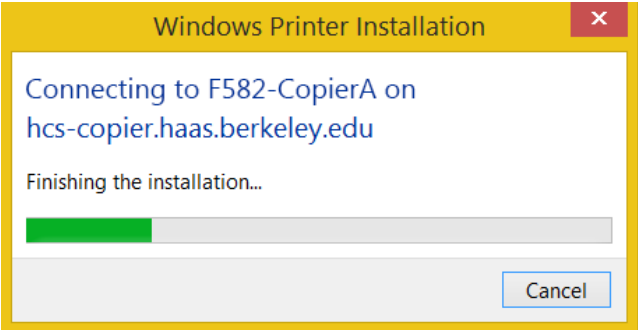 Windows Printer Installation
Connecting to F582-CopierA on
hcs-copier.haas.berkeley.edu
Finishing the installation...
Cancel